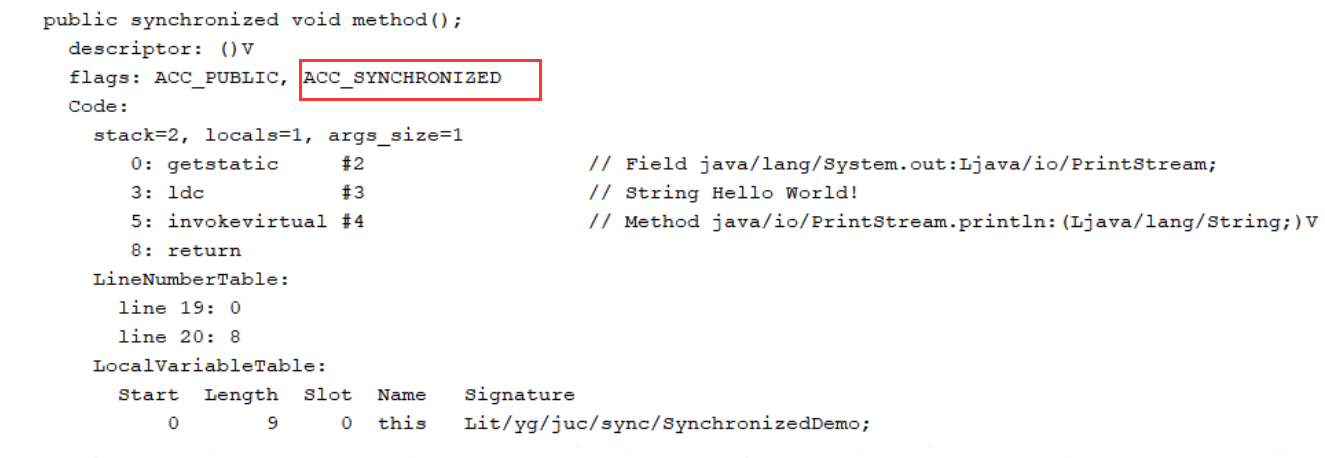 public synchronized void method();
descriptor: ()V
flags: ACC_PUBLIC, ACC_SYNCHRONIZED
Code:
stack=2, locals=1, args_size=1
0: getstatic #2 // Field java/lang/System.out:Ljava/io/PrintStream;
3: ldc #3 // String Hello World!
5: invokevirtual #4 // Method java/io/PrintStream.println:(Ljava/lang/String;)V
8: return
LineNumberTable:
line 19: 0
line 20: 8
LocalVariableTable:
Start Length Slot Name Signature
0 9 0 this Lit/yg/juc/sync/SynchronizedDemo;